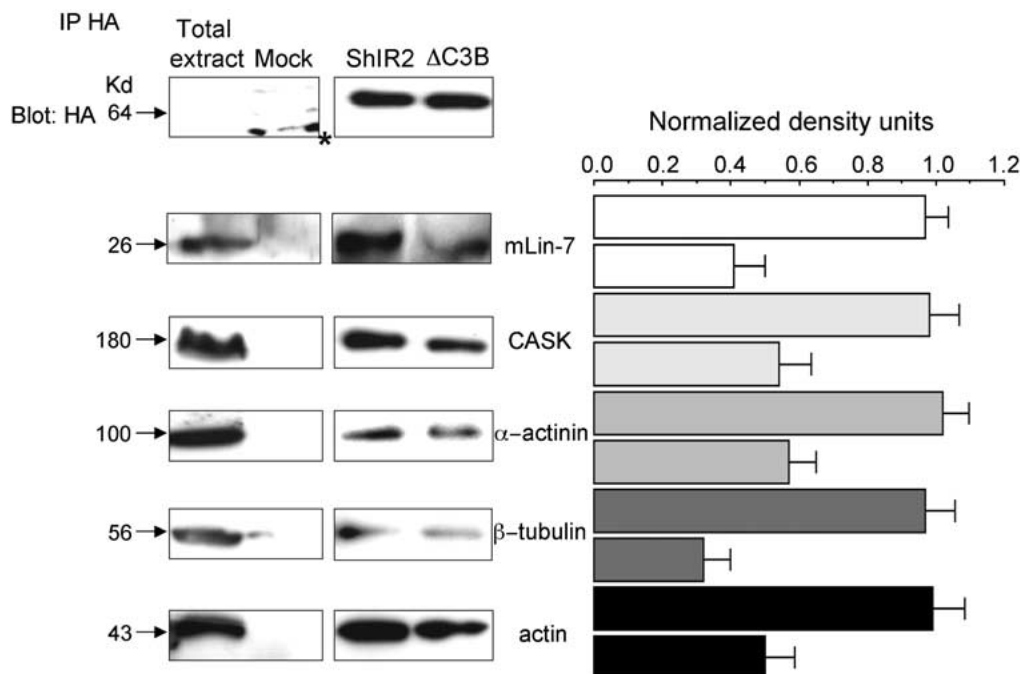 IP HA
Total extract
Mock
ShIR2
ΔC3B
Kd
Blot: HA
64
*
Normalized density units
0.0 0.2 0.4 0.6 0.8 1.0 1.2
26
mLin-7
180
CASK
100
α−actinin
56
β−tubulin
43
actin